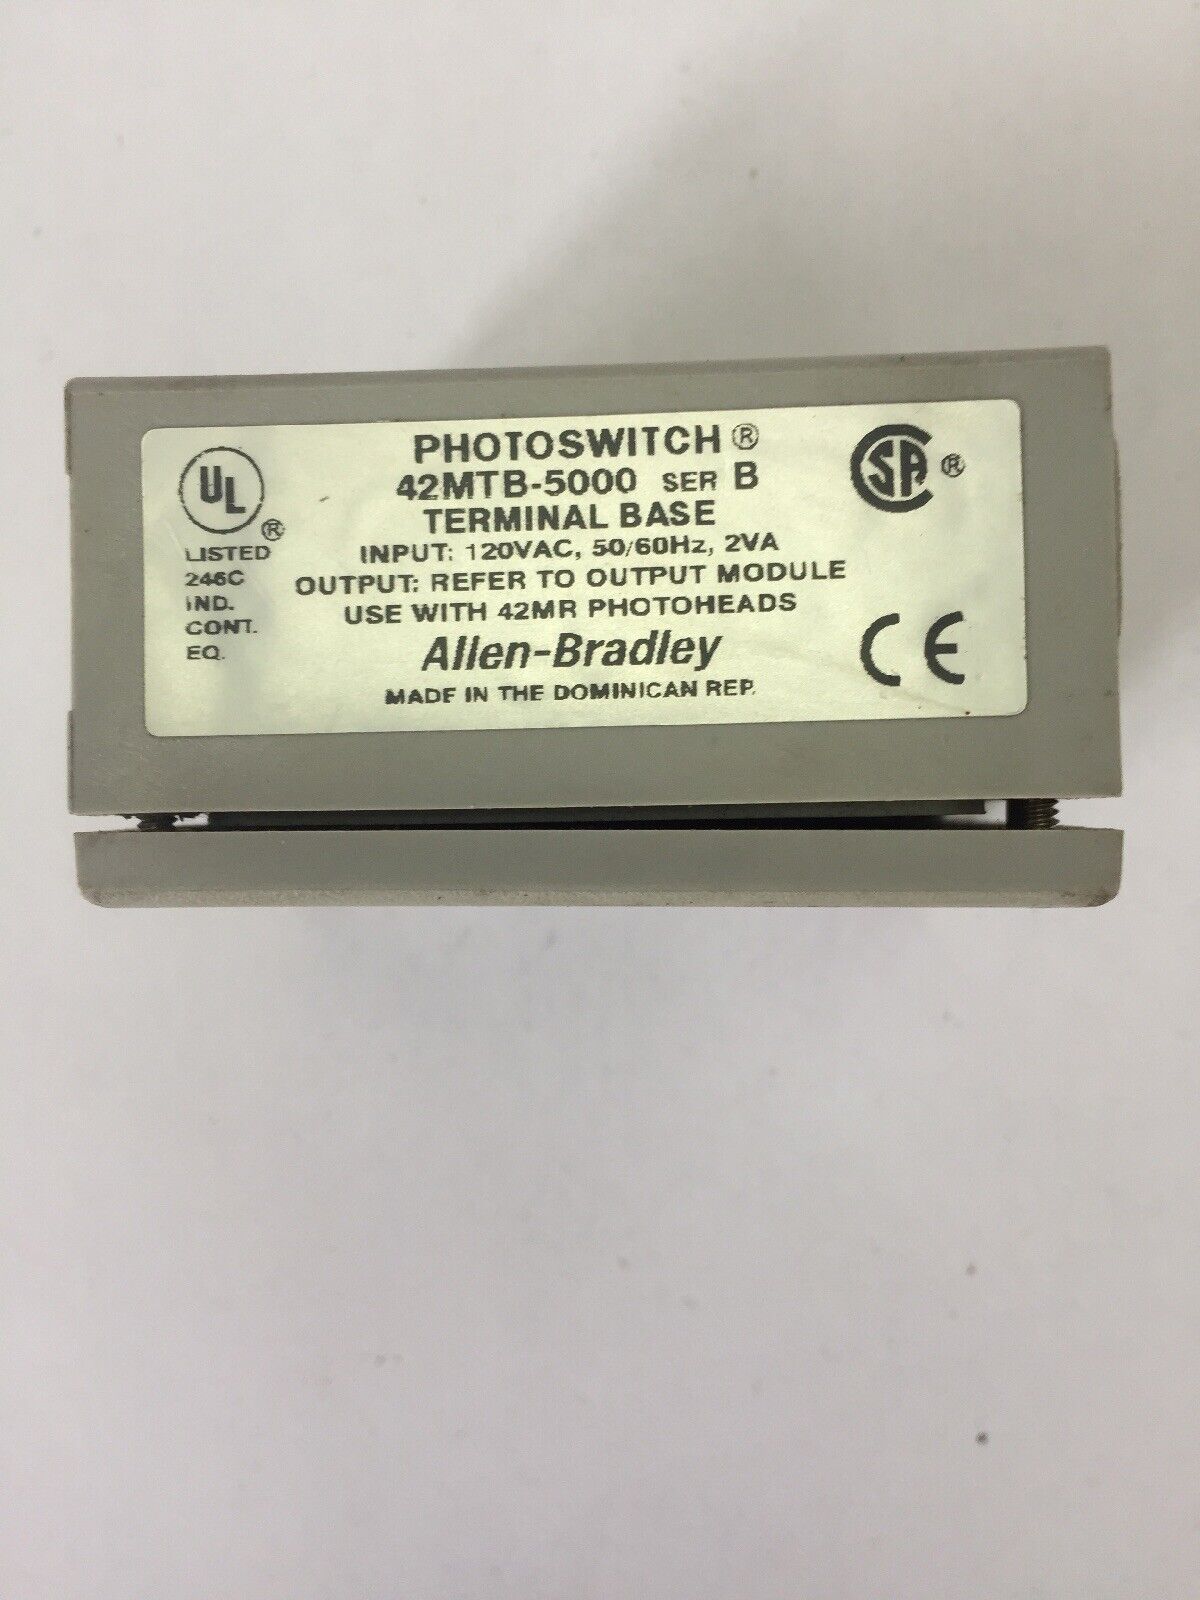 PHOTOSWITCH ®
42MTB-5000 SER B
TERMINAL BASE
INPUT: 120VAC, 50/60Hz, 2VA
OUTPUT: REFER TO OUTPUT MODULE
USE WITH 42MR PHOTOHEADS
Allen-Bradley
MADE IN THE DOMINICAN REP.
UL ®
LISTED
246C
IND.
CONT.
EQ.
CSA ®
CE